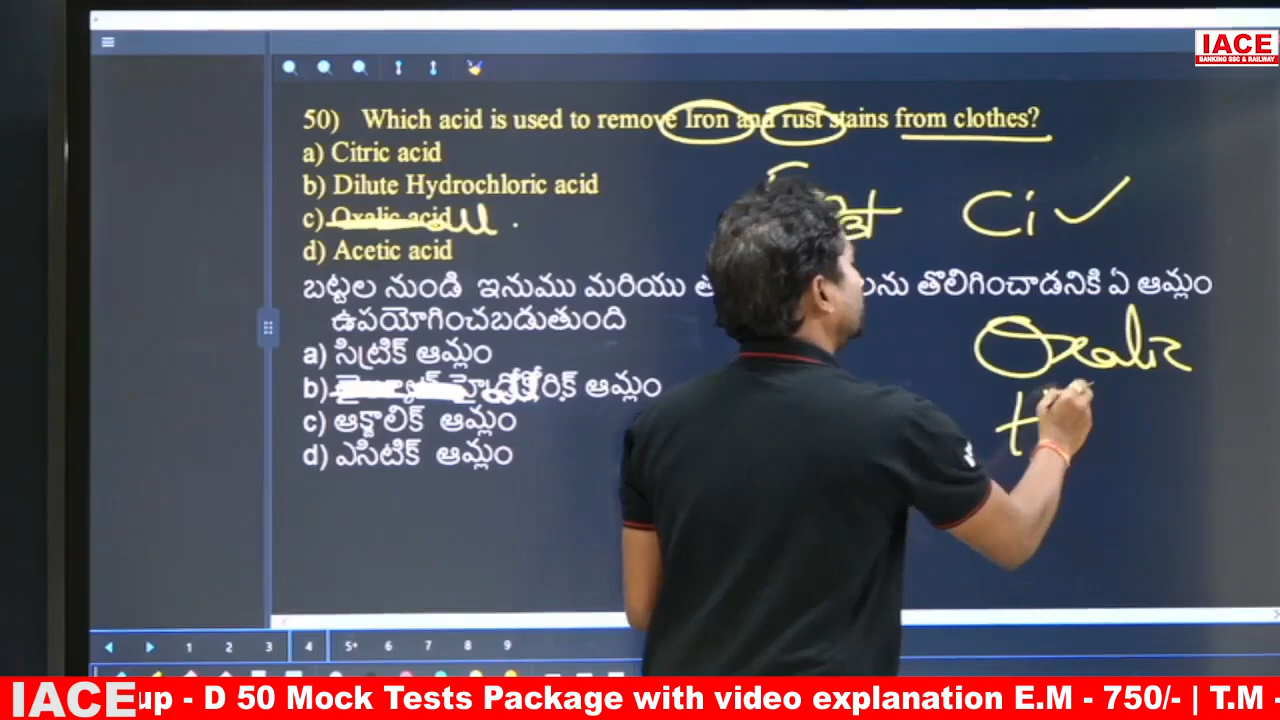 IACE
BANKING SSC & RAILWAY
50) Which acid is used to remove Iron and rust stains from clothes?
a) Citric acid
b) Dilute Hydrochloric acid
c) Oxalic acid
d) Acetic acid
Ci
బట్టల నుండి ఇనుము మరియు లను తొలిగించాడనికి ఏ ఆమ్లం
ఉపయోగించబడుతుంది
Oxalic
a) సిట్రిక్ ఆమ్లం
b) ఆమ్లం
c) ఆక్జాలిక్ ఆమ్లం
d) ఎసిటిక్ ఆమ్లం
1 2 3 4 5* 6 7 8 9
IACE up - D 50 Mock Tests Package with video explanation E.M - 750/- | T.M -